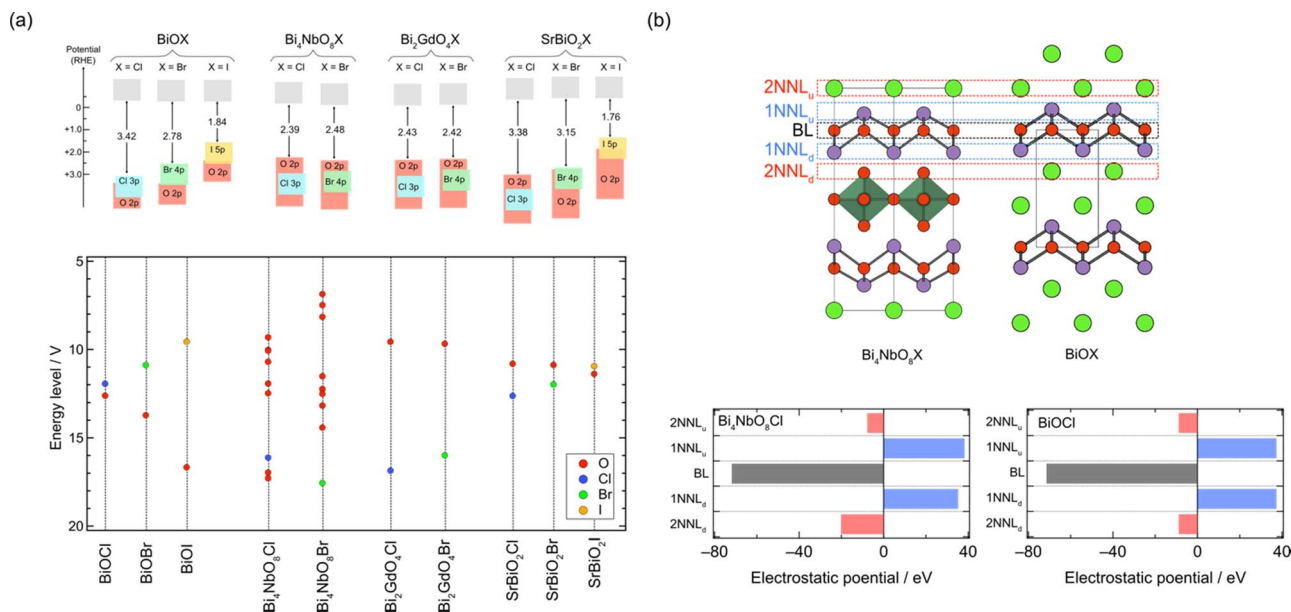 (a)
BiOX
Bi4NbO8X
Bi2GdO4X
SrBiO2X
Potential
(RHE)
X = Cl X = Br X = I X = Cl X = Br X = Cl X = Br X = Cl X = Br X = I
0
+1.0
+2.0
+3.0
3.42 2.78 1.84 2.39 2.48 2.43 2.42 3.38 3.15 1.76
Cl 3p
O 2p
Br 4p
O 2p
I 5p
O 2p
O 2p
Cl 3p
O 2p
Br 4p
O 2p
Cl 3p
O 2p
Br 4p
O 2p
Cl 3p
Br 4p
O 2p
I 5p
O 2p
Energy level / V
5
10
15
20
O
Cl
Br
I
BiOCl
BiOBr
BiOI
Bi4NbO8Cl
Bi4NbO8Br
Bi2GdO4Cl
Bi2GdO4Br
SrBiO2Cl
SrBiO2Br
SrBiO2I
(b)
2NNLu
1NNLu
BL
1NNLd
2NNLd
Bi4NbO8X
BiOX
Bi4NbO8Cl
2NNLu
1NNLu
BL
1NNLd
2NNLd
−80 −40 0 40
Electrostatic potential / eV
BiOCl
2NNLu
1NNLu
BL
1NNLd
2NNLd
−80 −40 0 40
Electrostatic potential / eV